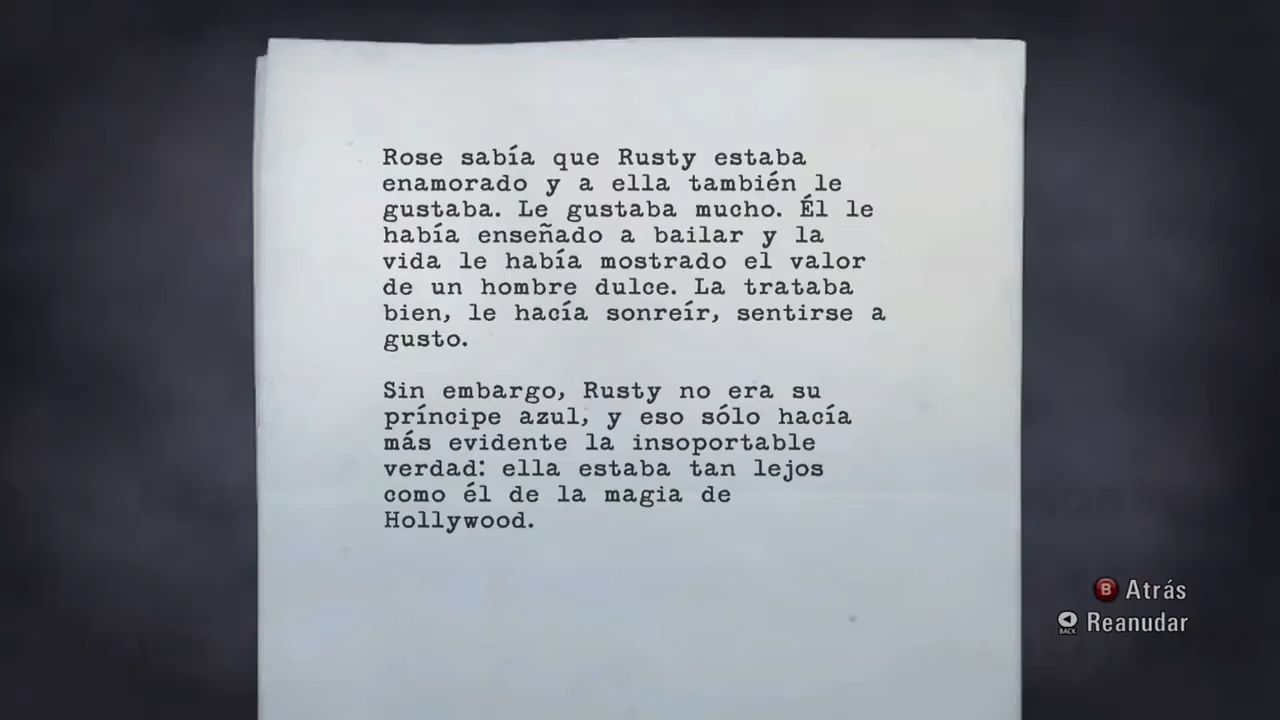 Rose sabía que Rusty estaba
enamorado y a ella también le
gustaba. Le gustaba mucho. Él le
había enseñado a bailar y la
vida le había mostrado el valor
de un hombre dulce. La trataba
bien, le hacía sonreír, sentirse a
gusto.
Sin embargo, Rusty no era su
príncipe azul, y eso sólo hacía
más evidente la insoportable
verdad: ella estaba tan lejos
como él de la magia de
Hollywood.
B Atrás
BACK Reanudar